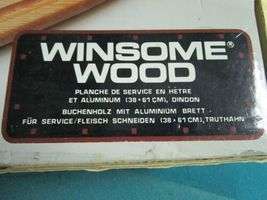 WINSOME®
WOOD
PLANCHE DE SERVICE EN HÊTRE
ET ALUMINUM (38·61 CM), DINDON
BUCHENHOLZ MIT ALUMINIUM BRETT -
FÜR SERVICE/FLEISCH SCHNEIDEN (38·61 CM), TRUTHAHN